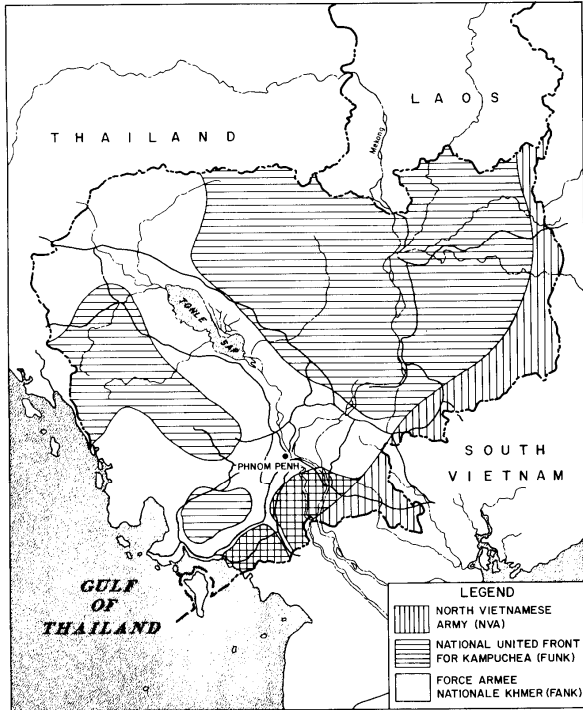 LAOS
THAILAND
Mekong
TONLE
SAP
PHNOM PENH
SOUTH
VIETNAM
GULF
OF
THAILAND
LEGEND
NORTH VIETNAMESE
ARMY (NVA)
NATIONAL UNITED FRONT
FOR KAMPUCHEA (FUNK)
FORCE ARMEE
NATIONALE KHMER (FANK)